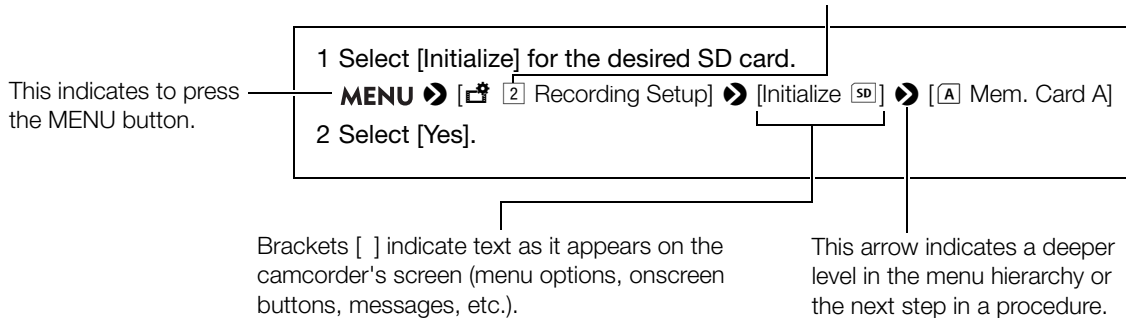 1 Select [Initialize] for the desired SD card.
This indicates to press
the MENU button.
MENU ❯ [2 Recording Setup] ❯ [Initialize SD] ❯ [A Mem. Card A]
2 Select [Yes].
Brackets [ ] indicate text as it appears on the
camcorder's screen (menu options, onscreen
buttons, messages, etc.).
This arrow indicates a deeper
level in the menu hierarchy or
the next step in a procedure.